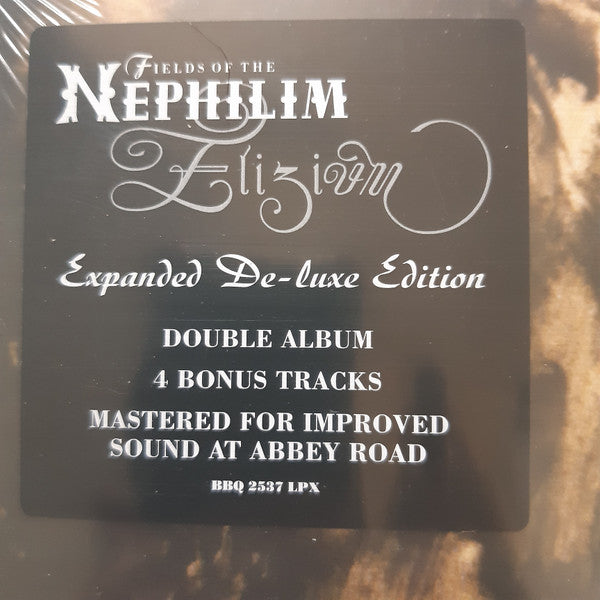 FIELDS OF THE
NEPHILIM
Elizium
Expanded De-luxe Edition
DOUBLE ALBUM
4 BONUS TRACKS
MASTERED FOR IMPROVED
SOUND AT ABBEY ROAD
BBQ 2537 LPX